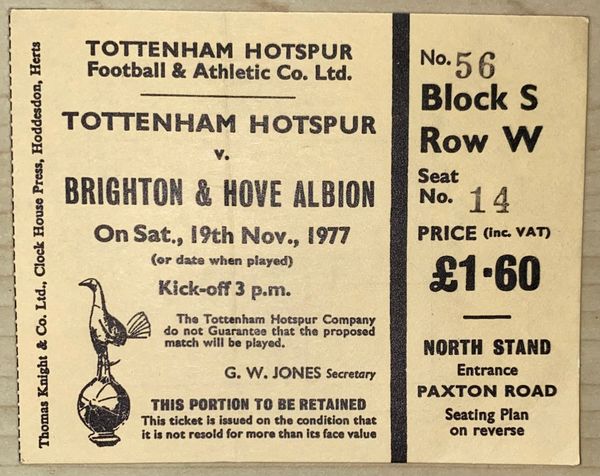 TOTTENHAM HOTSPUR
Football & Athletic Co. Ltd.
TOTTENHAM HOTSPUR
v.
BRIGHTON & HOVE ALBION
On Sat., 19th Nov., 1977
(or date when played)
Kick-off 3 p.m.
The Tottenham Hotspur Company
do not Guarantee that the proposed
match will be played.
G. W. JONES Secretary
THIS PORTION TO BE RETAINED
This ticket is issued on the condition that
it is not resold for more than its face value
Thomas Knight & Co. Ltd., Clock House Press, Hoddesdon, Herts
No. 56
Block S
Row W
Seat
No. 14
PRICE (inc. VAT)
£1·60
NORTH STAND
Entrance
PAXTON ROAD
Seating Plan
on reverse